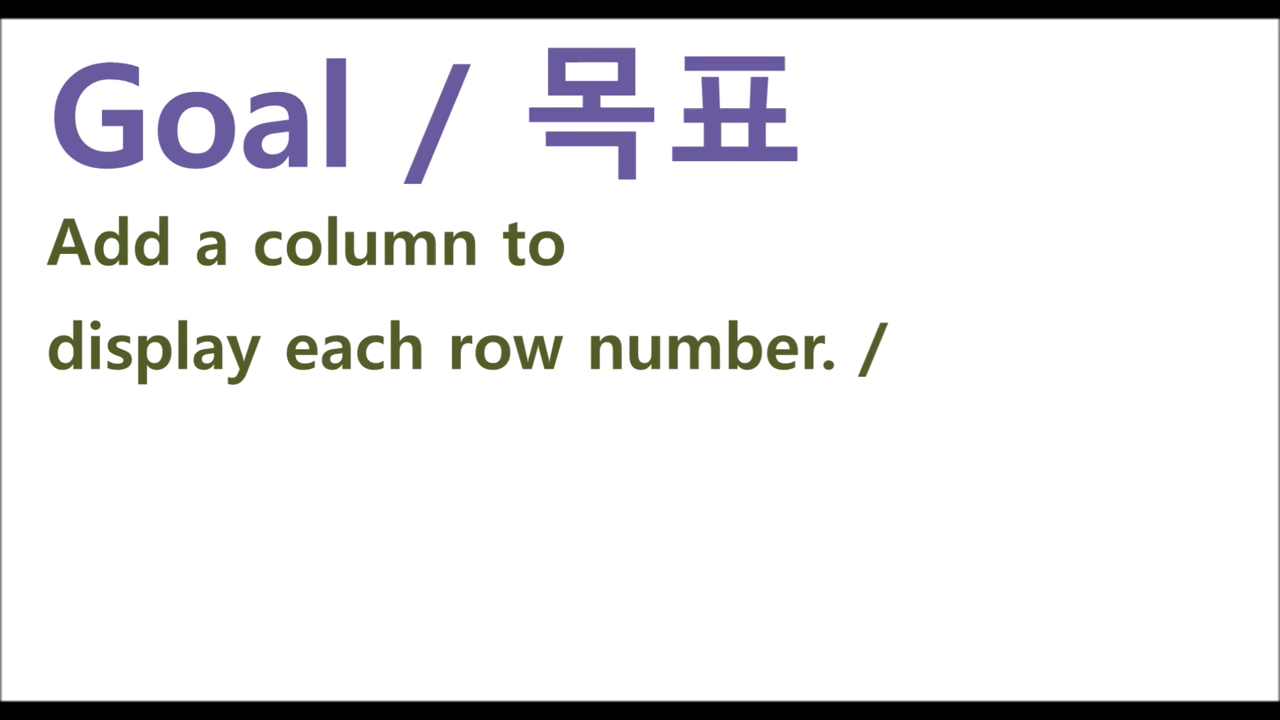 Goal / 목표
Add a column to
display each row number. /